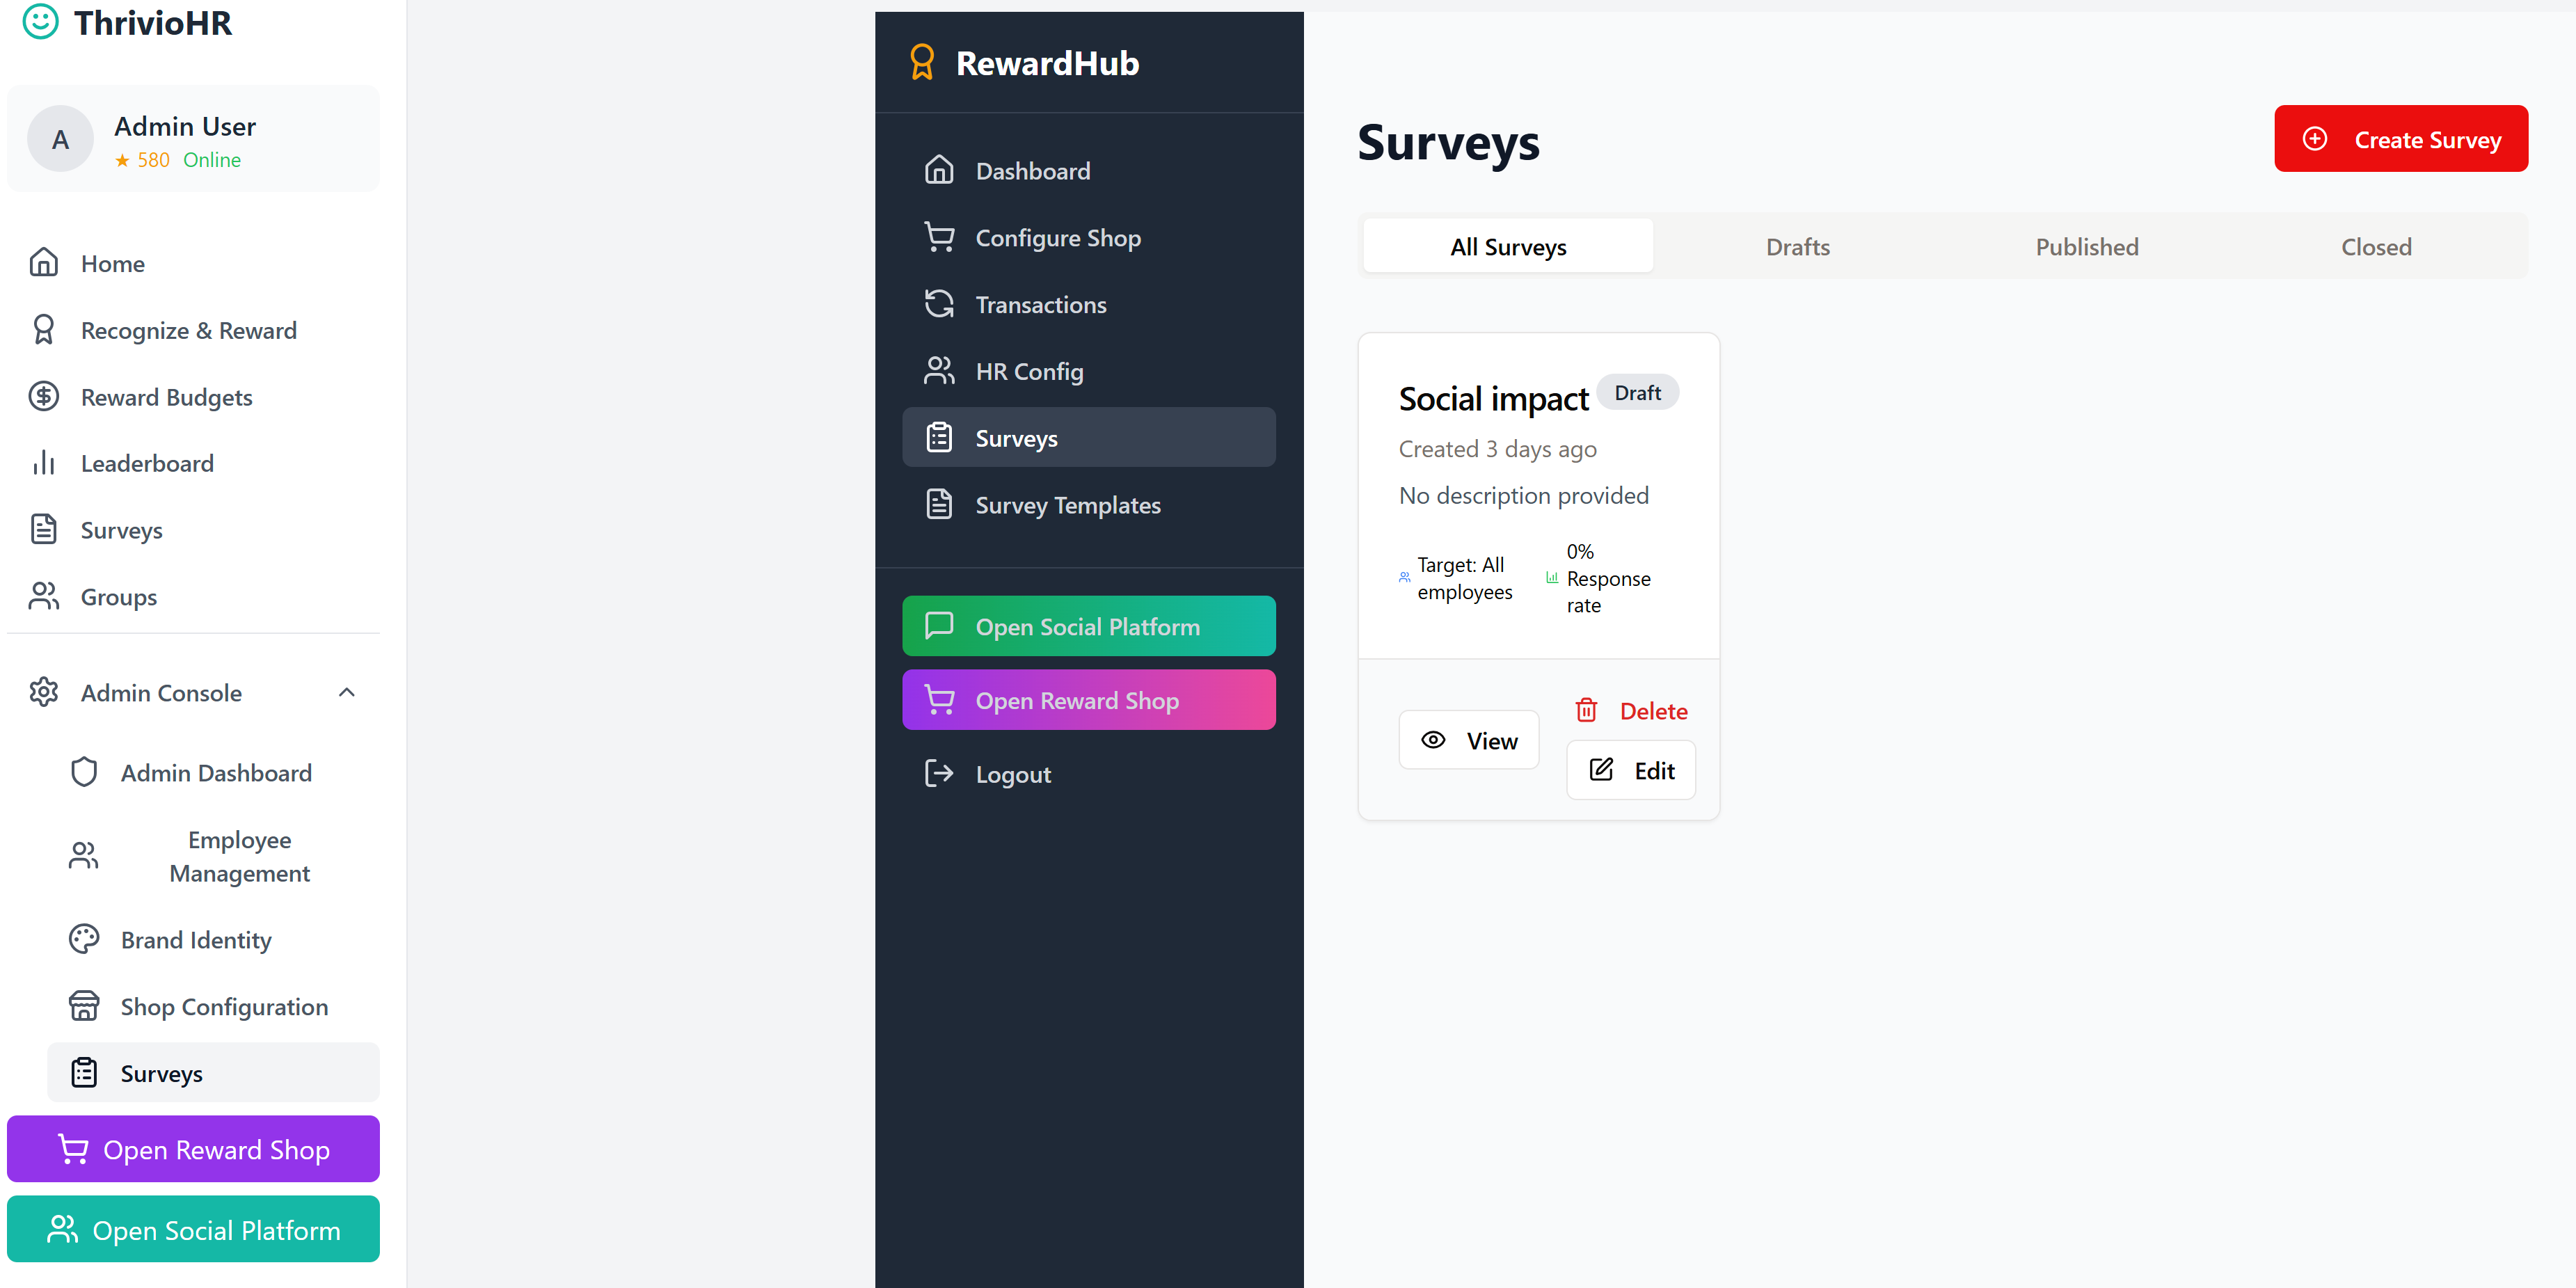 ThrivioHR
A
Admin User
★ 580 Online
Home
Recognize & Reward
Reward Budgets
Leaderboard
Surveys
Groups
Admin Console
Admin Dashboard
Employee
Management
Brand Identity
Shop Configuration
Surveys
Open Reward Shop
Open Social Platform
RewardHub
Dashboard
Configure Shop
Transactions
HR Config
Surveys
Survey Templates
Open Social Platform
Open Reward Shop
Logout
Surveys
Create Survey
All Surveys
Drafts
Published
Closed
Social impact
Draft
Created 3 days ago
No description provided
Target: All
employees
0%
Response
rate
View
Delete
Edit